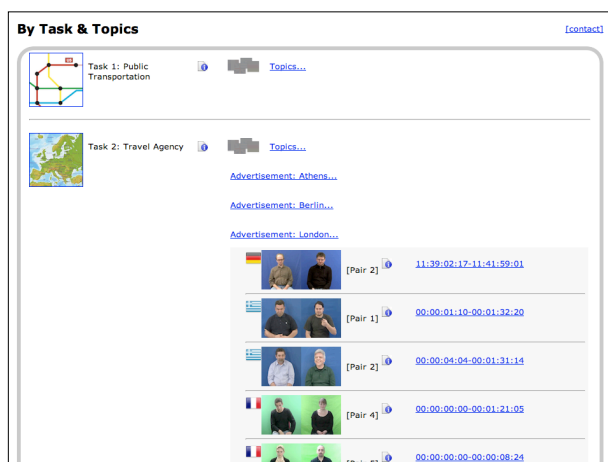 By Task & Topics
[contact]
Task 1: Public
Transportation
Topics...
Task 2: Travel Agency
Topics...
Advertisement: Athens...
Advertisement: Berlin...
Advertisement: London...
[Pair 2] 11:39:02:17-11:41:59:01
[Pair 1] 00:00:01:10-00:01:32:20
[Pair 2] 00:00:04:04-00:01:31:14
[Pair 4] 00:00:00:00-00:01:21:05
00:00:00:00-00:00:08:24